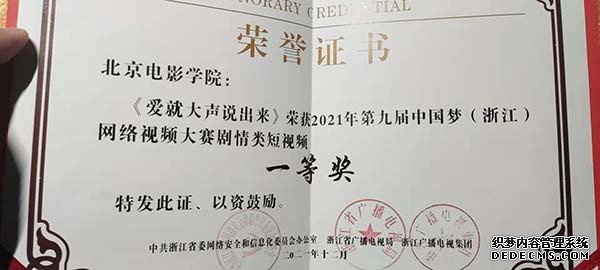 NORARY CREDENTIAL
荣誉证书
北京电影学院：
《爱就大声说出来》荣获2021年第九届中国梦（浙江）
网络视频大赛剧情类短视频
一等奖
特发此证、以资鼓励。
中共浙江省委网络安全和信息化委员会办公室 浙江省广播电视局 浙江广播电视集团
二〇二一年十二月
织梦内容管理系统
DEDECMS.COM